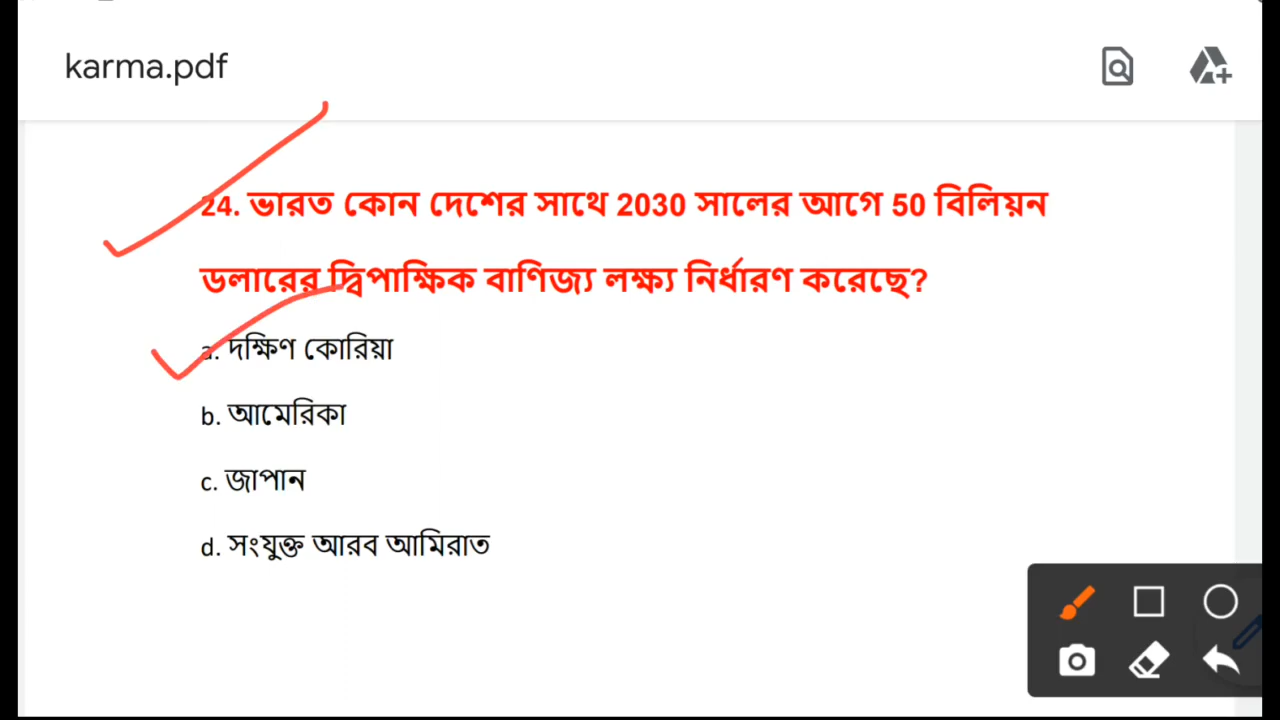 karma.pdf
24. ভারত কোন দেশের সাথে 2030 সালের আগে 50 বিলিয়ন
ডলারের দ্বিপাক্ষিক বাণিজ্য লক্ষ্য নির্ধারণ করেছে?
a. দক্ষিণ কোরিয়া
b. আমেরিকা
c. জাপান
d. সংযুক্ত আরব আমিরাত